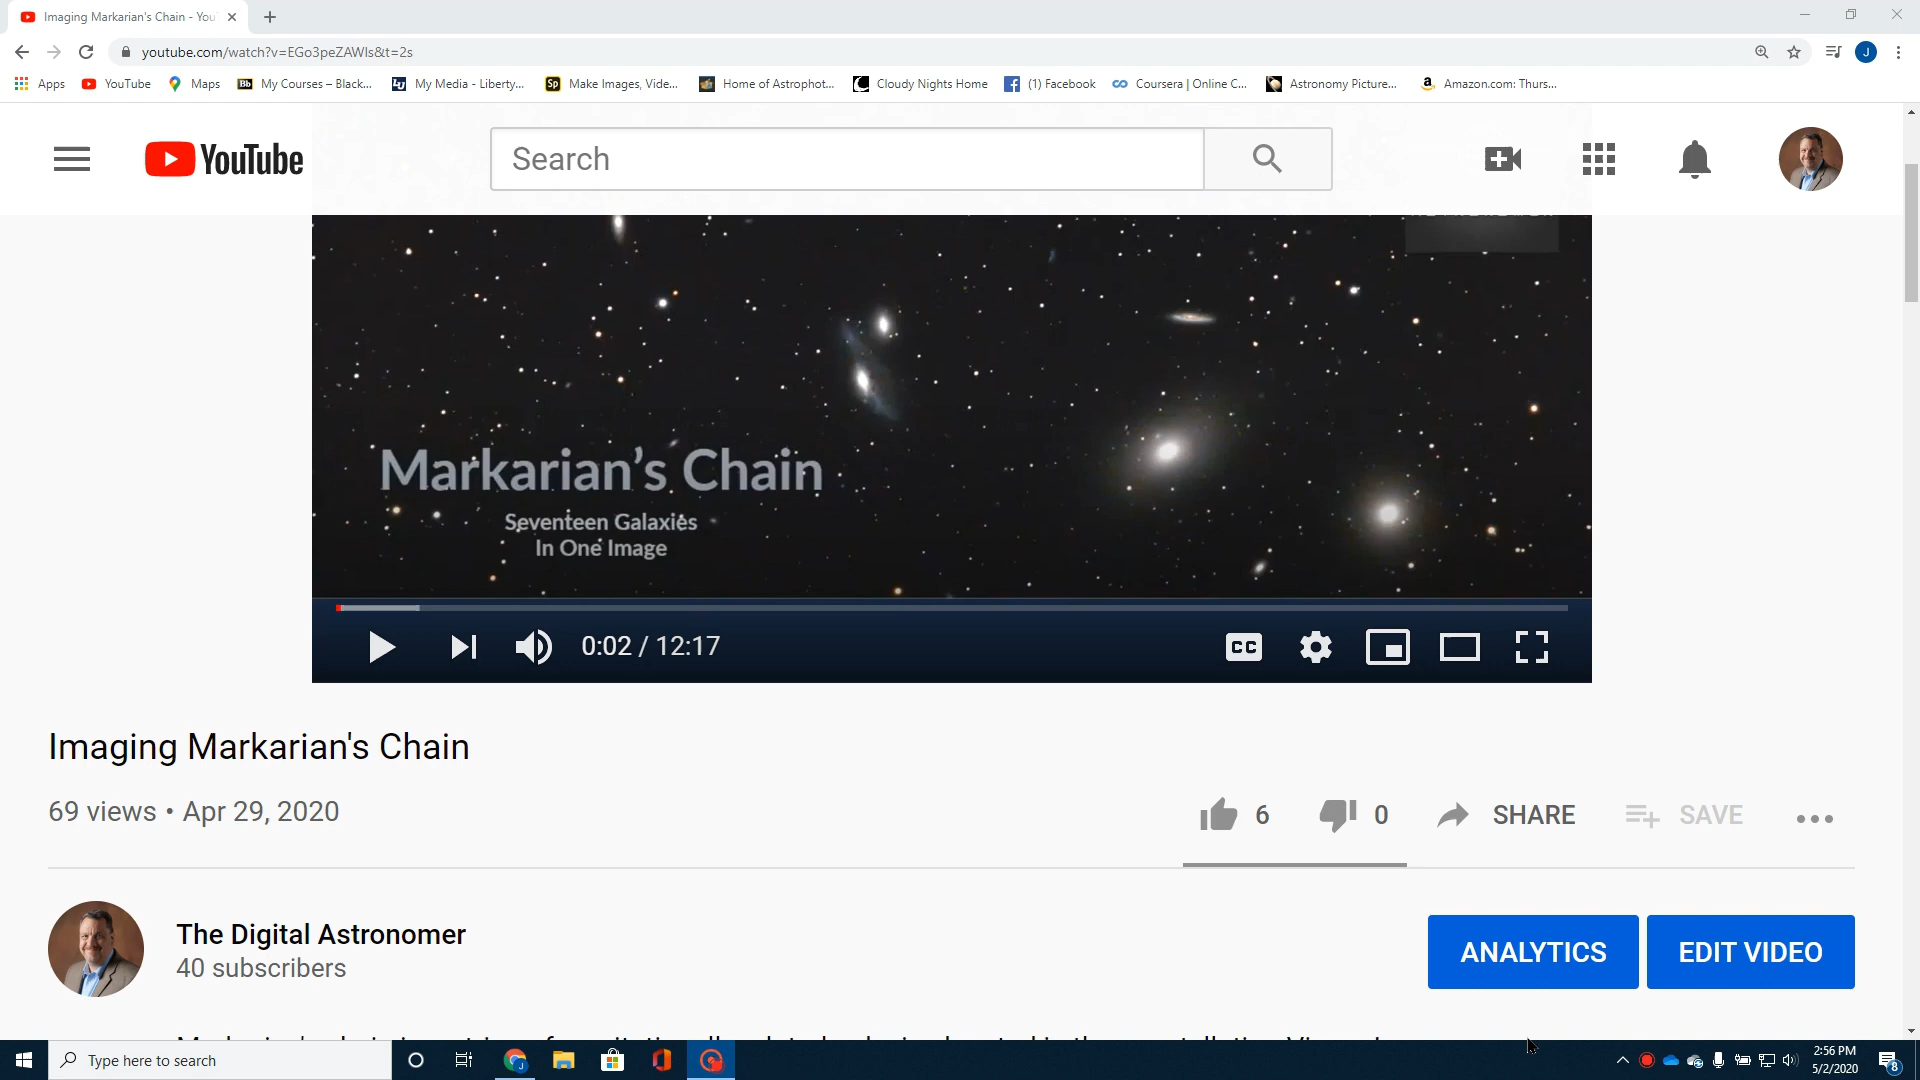 Imaging Markarian's Chain - You
youtube.com/watch?v=EGo3peZAWIs&t=2s
J
Apps
YouTube
Maps
Bb
My Courses – Black...
LU
My Media - Liberty...
Sp
Make Images, Vide...
Home of Astrophot...
Cloudy Nights Home
(1) Facebook
Coursera | Online C...
Astronomy Picture...
Amazon.com: Thurs...
YouTube
Search
Markarian's Chain
Seventeen Galaxies
In One Image
0:02 / 12:17
CC
Imaging Markarian's Chain
69 views • Apr 29, 2020
6
0
SHARE
SAVE
The Digital Astronomer
40 subscribers
ANALYTICS
EDIT VIDEO
Type here to search
2:56 PM
5/2/2020
8